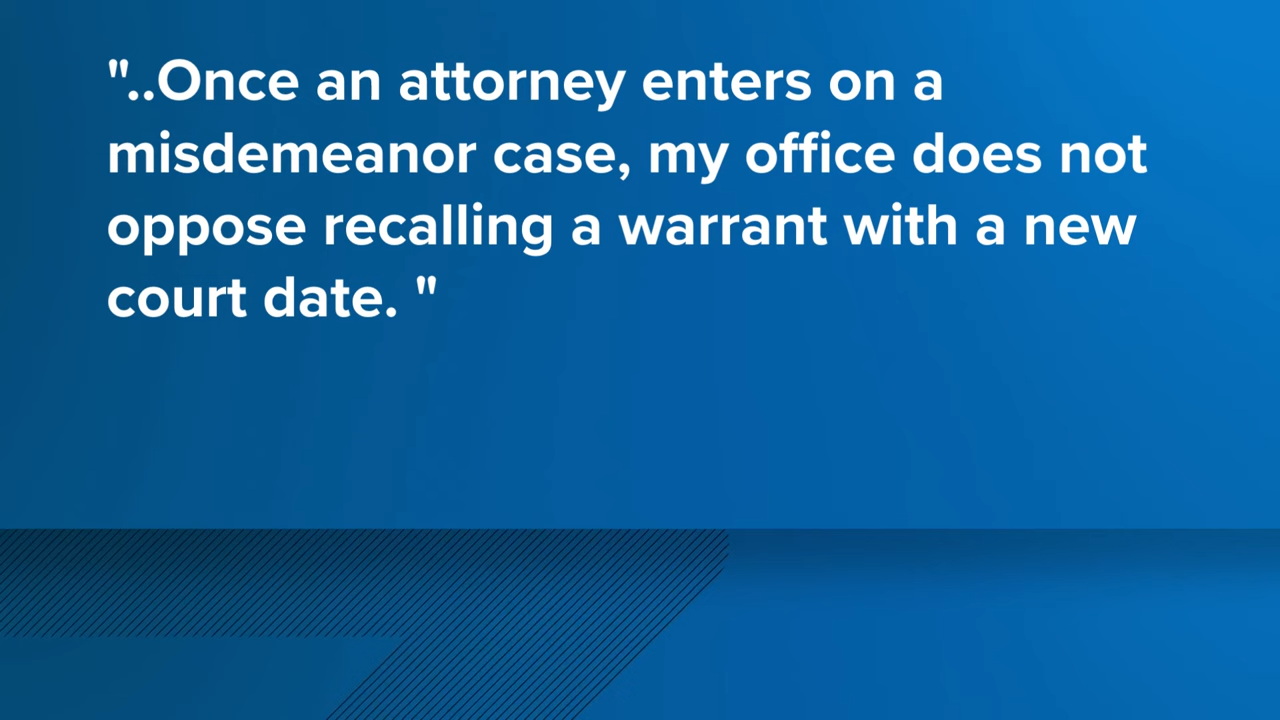 "..Once an attorney enters on a
misdemeanor case, my office does not
oppose recalling a warrant with a new
court date. "